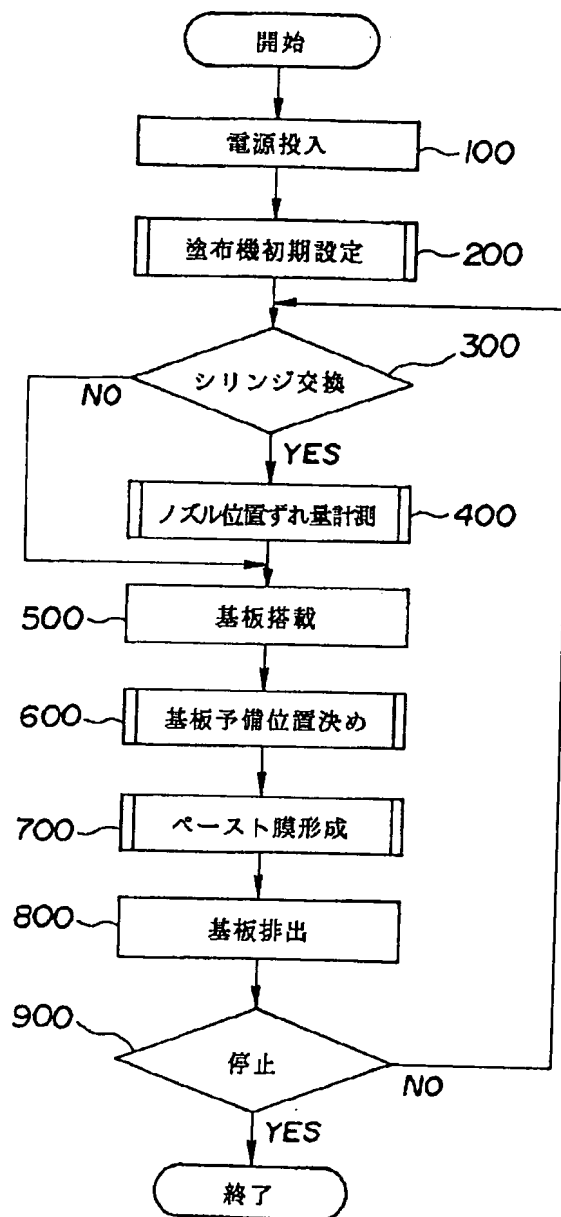 開始
電源投入
100
塗布機初期設定
200
シリンジ交換
300
NO
YES
ノズル位置ずれ量計測
400
500
基板搭載
600
基板予備位置決め
700
ペースト膜形成
800
基板排出
900
停止
NO
YES
終了